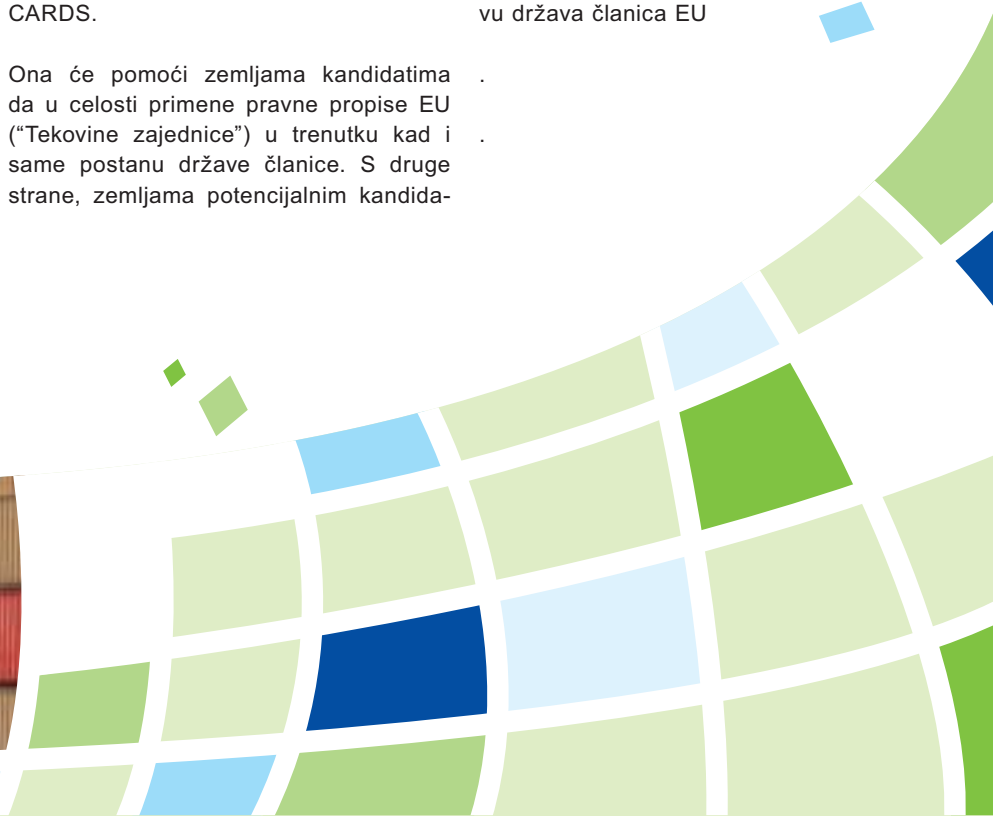 CARDS.
Ona će pomoći zemljama kandidatima
da u celosti primene pravne propise EU
(“Tekovine zajednice”) u trenutku kad i
same postanu države članice. S druge
strane, zemljama potencijalnim kandida-
vu država članica EU
.
.